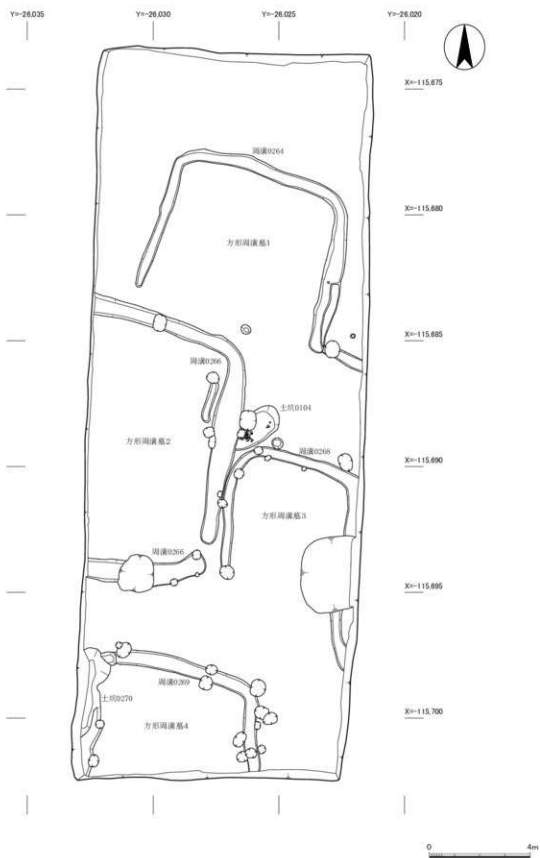 Y=-26,035
Y=-26,030
Y=-26,025
Y=-26,020
X=-115,675
周溝0264
X=-115,680
方形周溝墓1
X=-115,685
周溝0266
土坑0104
方形周溝墓2
X=-115,690
周溝0268
方形周溝墓3
周溝0266
X=-115,695
周溝0269
土坑0270
X=-115,700
方形周溝墓4
0
4m